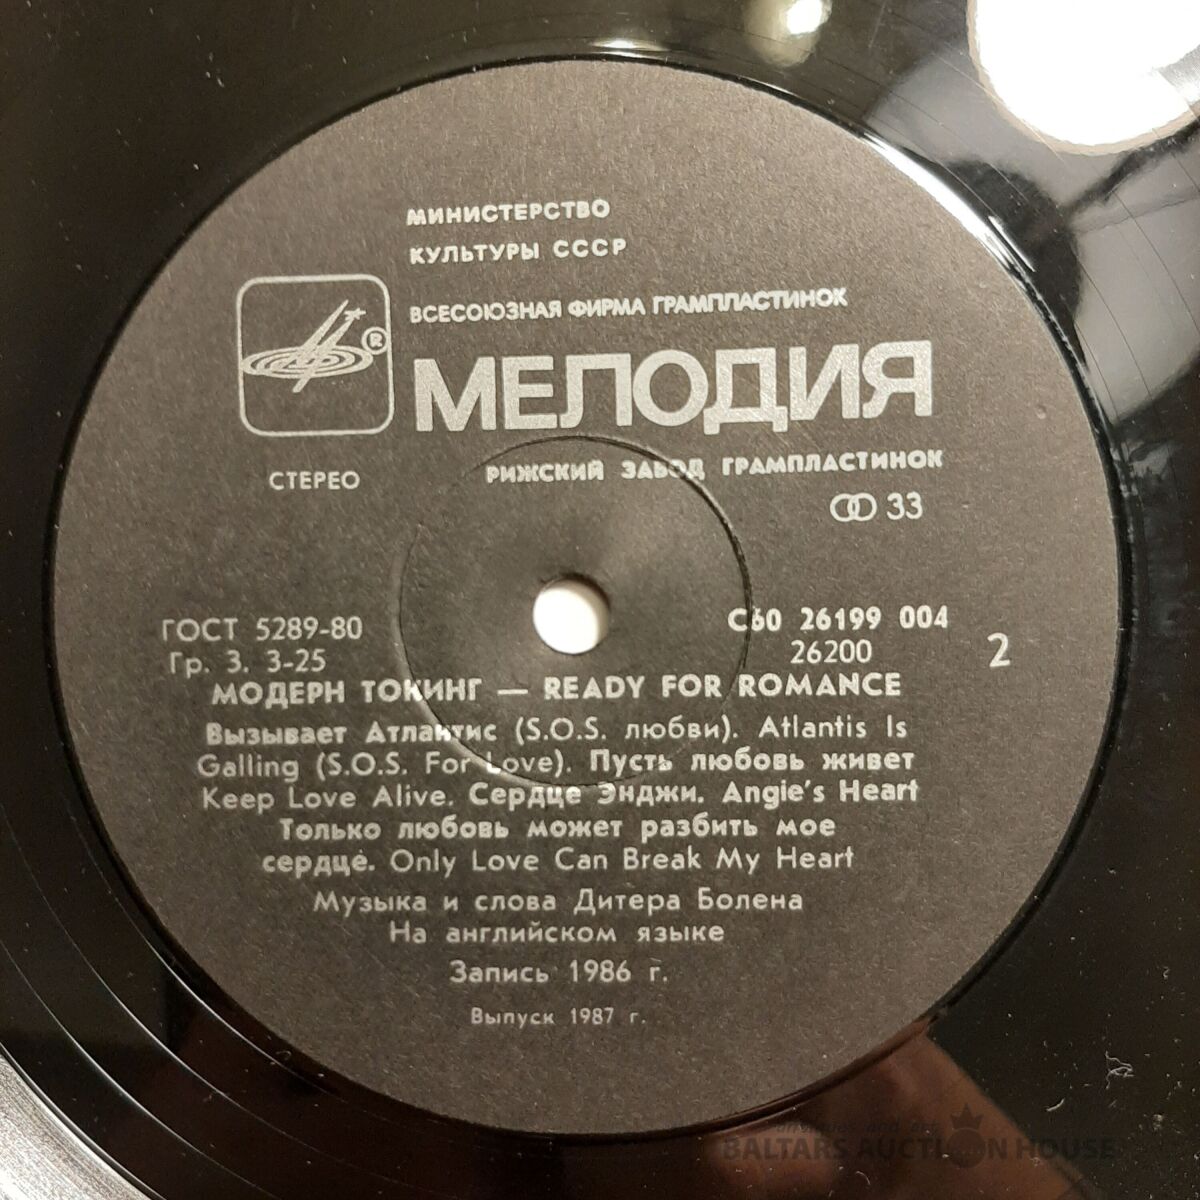 МИНИСТЕРСТВО
КУЛЬТУРЫ СССР
ВСЕСОЮЗНАЯ ФИРМА ГРАМПЛАСТИНОК
®
МЕЛОДИЯ
СТЕРЕО
РИЖСКИЙ ЗАВОД ГРАМПЛАСТИНОК
33
ГОСТ 5289-80
Гр. 3. 3-25
С60 26199 004
26200
2
МОДЕРН ТОКИНГ — READY FOR ROMANCE
Вызывает Атлантис (S.O.S. любви). Atlantis Is
Galling (S.O.S. For Love). Пусть любовь живет
Keep Love Alive. Сердце Энджи. Angie's Heart
Только любовь может разбить мое
сердце. Only Love Can Break My Heart
Музыка и слова Дитера Болена
На английском языке
Запись 1986 г.
Выпуск 1987 г.
antiques and art
BALTARS AUCTION HOUSE